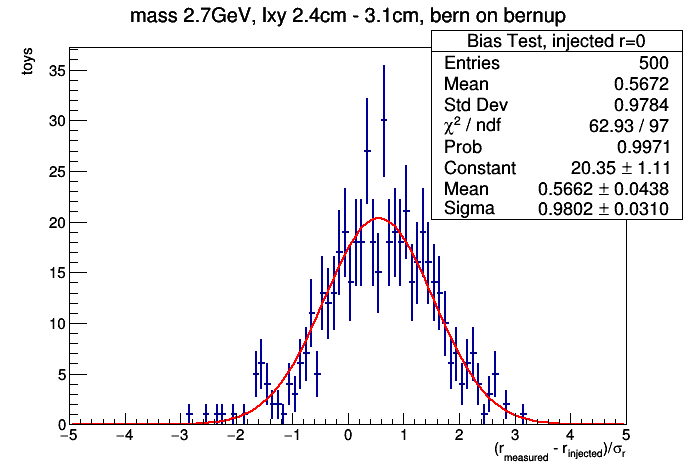 mass 2.7GeV, lxy 2.4cm - 3.1cm, bern on bernup
Bias Test, injected r=0
Entries 500
Mean 0.5672
Std Dev 0.9784
χ² / ndf 62.93 / 97
Prob 0.9971
Constant 20.35 ± 1.11
Mean 0.5662 ± 0.0438
Sigma 0.9802 ± 0.0310
toys
35
30
25
20
15
10
5
0
−5 −4 −3 −2 −1 0 1 2 3 4 5
(r_measured - r_injected)/σ_r